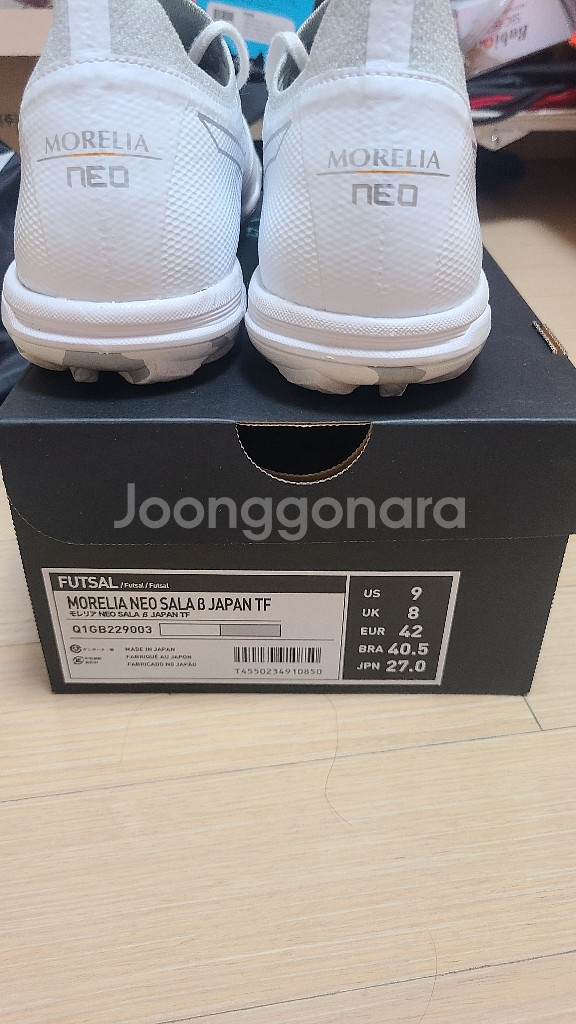 MORELIA
NEO
MORELIA
NEO
Joonggonara
FUTSAL / Futsal / Futsal
MORELIA NEO SALA β JAPAN TF
モレリア NEO SALA β JAPAN TF
Q1GB229003
MADE IN JAPAN
FABRIQUÉ AU JAPON
FABRICADO NO JAPÃO
T4550234910850
US 9
UK 8
EUR 42
BRA 40.5
JPN 27.0